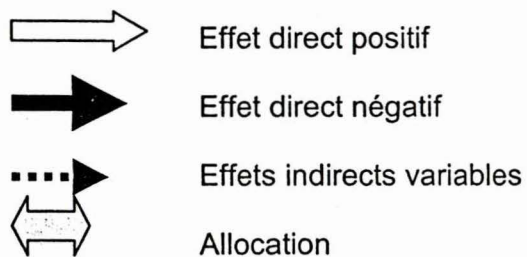 Effet direct positif
Effet direct négatif
Effets indirects variables
Allocation